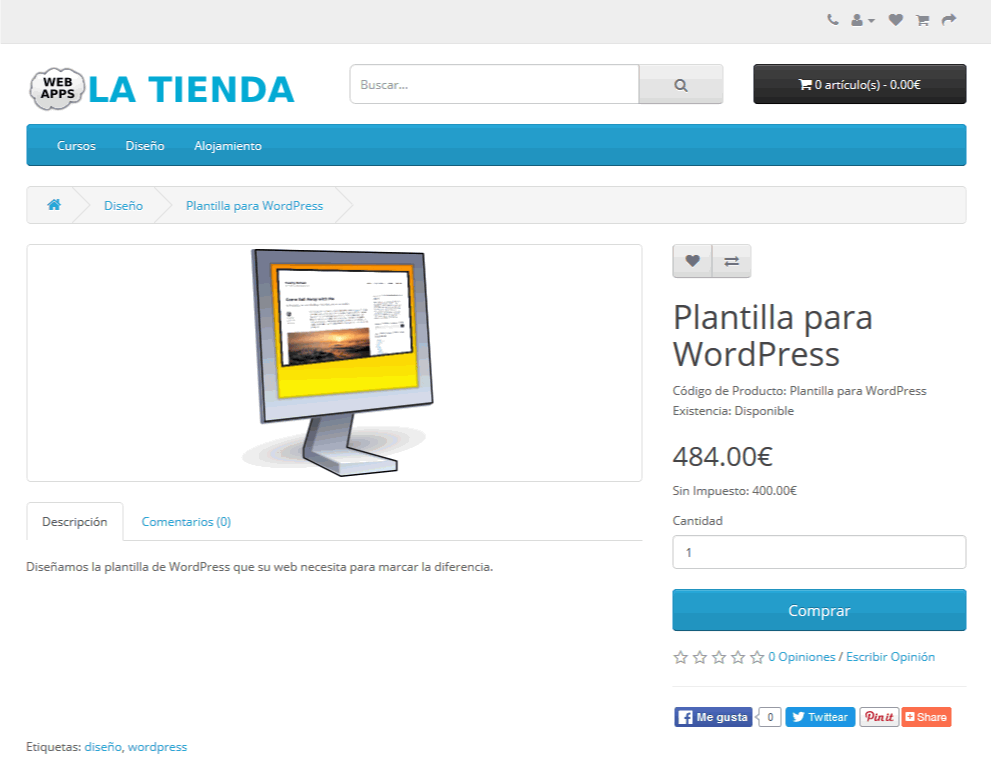 WEB
APPS
LA TIENDA
Buscar...
0 artículo(s) - 0.00€
Cursos
Diseño
Alojamiento
Diseño
Plantilla para WordPress
Plantilla para
WordPress
Código de Producto: Plantilla para WordPress
Existencia: Disponible
484.00€
Sin Impuesto: 400.00€
Cantidad
1
Comprar
0 Opiniones / Escribir Opinión
Me gusta
0
Twittear
Pin it
Share
Descripción
Comentarios (0)
Diseñamos la plantilla de WordPress que su web necesita para marcar la diferencia.
Etiquetas: diseño, wordpress